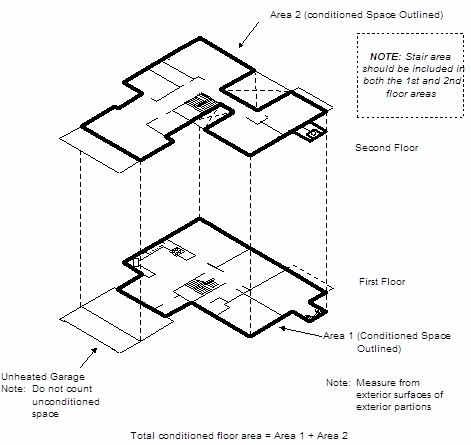 Area 2 (conditioned Space Outlined)
NOTE: Stair area
should be included in
both the 1st and 2nd
floor areas
Second Floor
First Floor
Area 1 (Conditioned Space
Outlined)
Unheated Garage
Note: Do not count
unconditioned
space
Note: Measure from
exterior surfaces of
exterior partions
Total conditioned floor area = Area 1 + Area 2